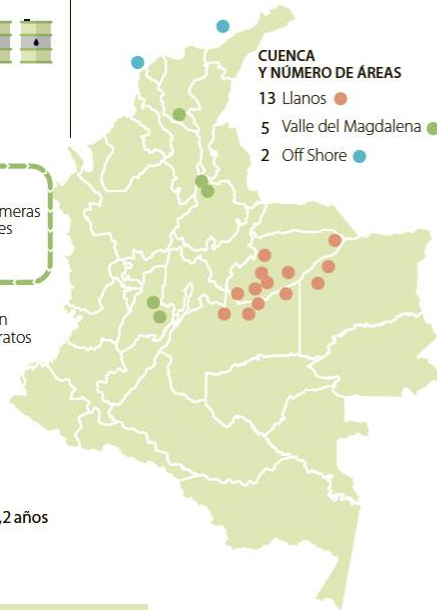 CUENCA
Y NÚMERO DE ÁREAS
13 Llanos
5 Valle del Magdalena
2 Off Shore
meras
es
n
ratos
,2 años